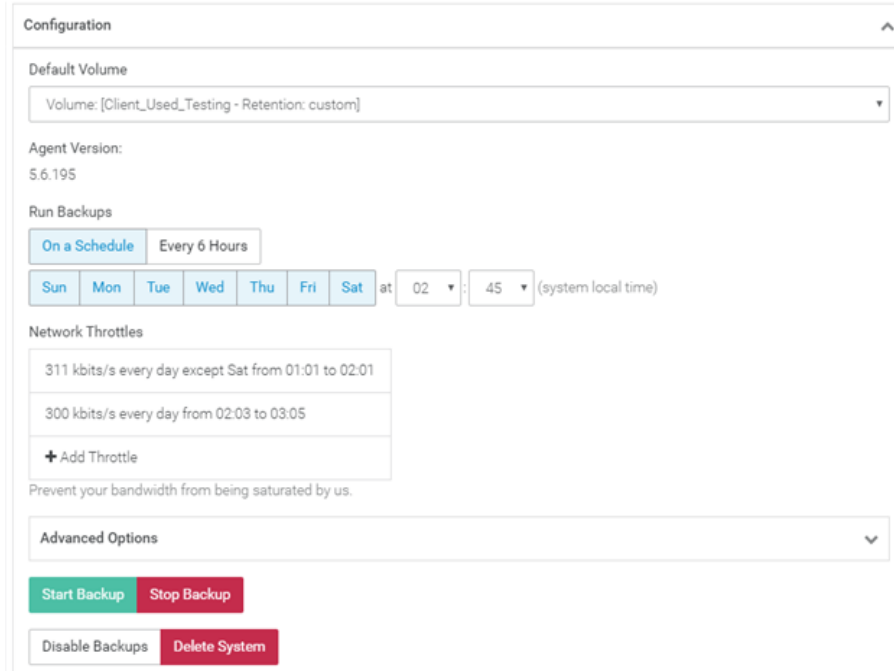 Configuration
Default Volume
Volume: [Client_Used_Testing - Retention: custom]
Agent Version:
5.6.195
Run Backups
On a Schedule Every 6 Hours
Sun Mon Tue Wed Thu Fri Sat at 02 : 45 (system local time)
Network Throttles
311 kbits/s every day except Sat from 01:01 to 02:01
300 kbits/s every day from 02:03 to 03:05
+ Add Throttle
Prevent your bandwidth from being saturated by us.
Advanced Options
Start Backup Stop Backup
Disable Backups Delete System